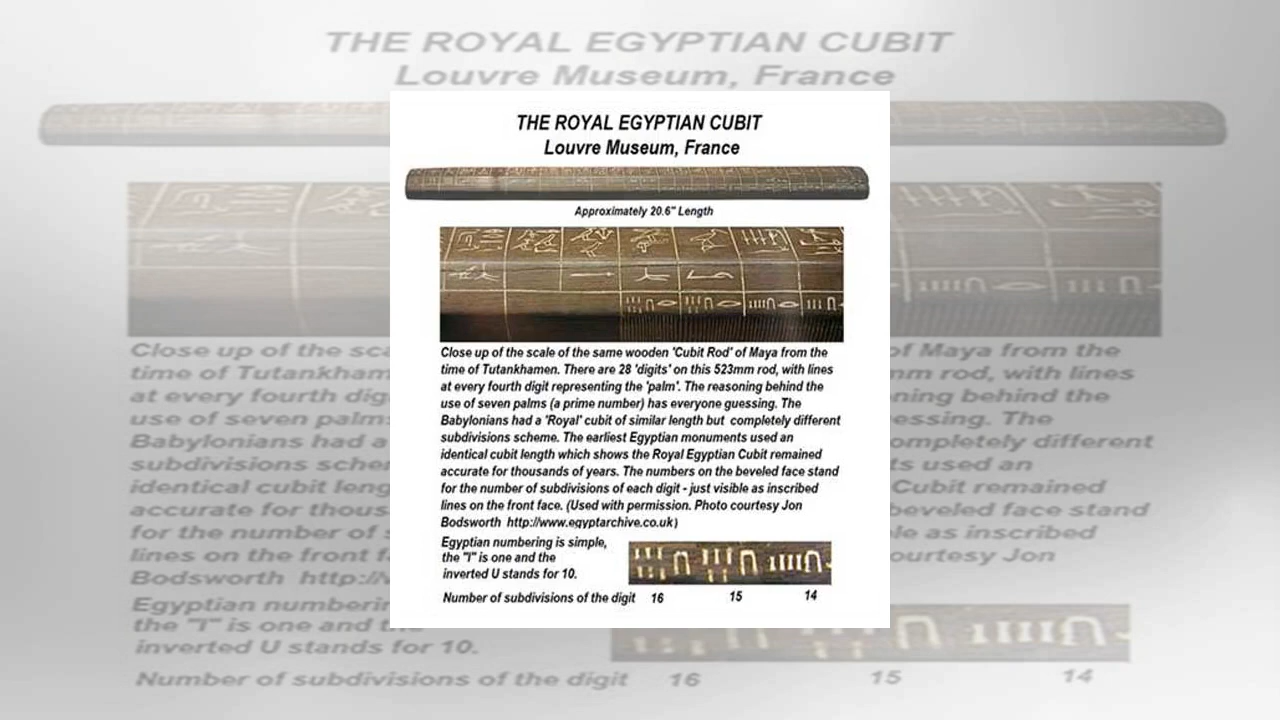 THE ROYAL EGYPTIAN CUBIT
Louvre Museum, France
Approximately 20.6" Length
Close up of the scale of the same wooden 'Cubit Rod' of Maya from the
time of Tutankhamen. There are 28 'digits' on this 523mm rod, with lines
at every fourth digit representing the 'palm'. The reasoning behind the
use of seven palms (a prime number) has everyone guessing. The
Babylonians had a 'Royal' cubit of similar length but completely different
subdivisions scheme. The earliest Egyptian monuments used an
identical cubit length which shows the Royal Egyptian Cubit remained
accurate for thousands of years. The numbers on the beveled face stand
for the number of subdivisions of each digit - just visible as inscribed
lines on the front face. (Used with permission. Photo courtesy Jon
Bodsworth http://www.egyptarchive.co.uk)
Egyptian numbering is simple,
the "I" is one and the
inverted U stands for 10.
Number of subdivisions of the digit 16 15 14